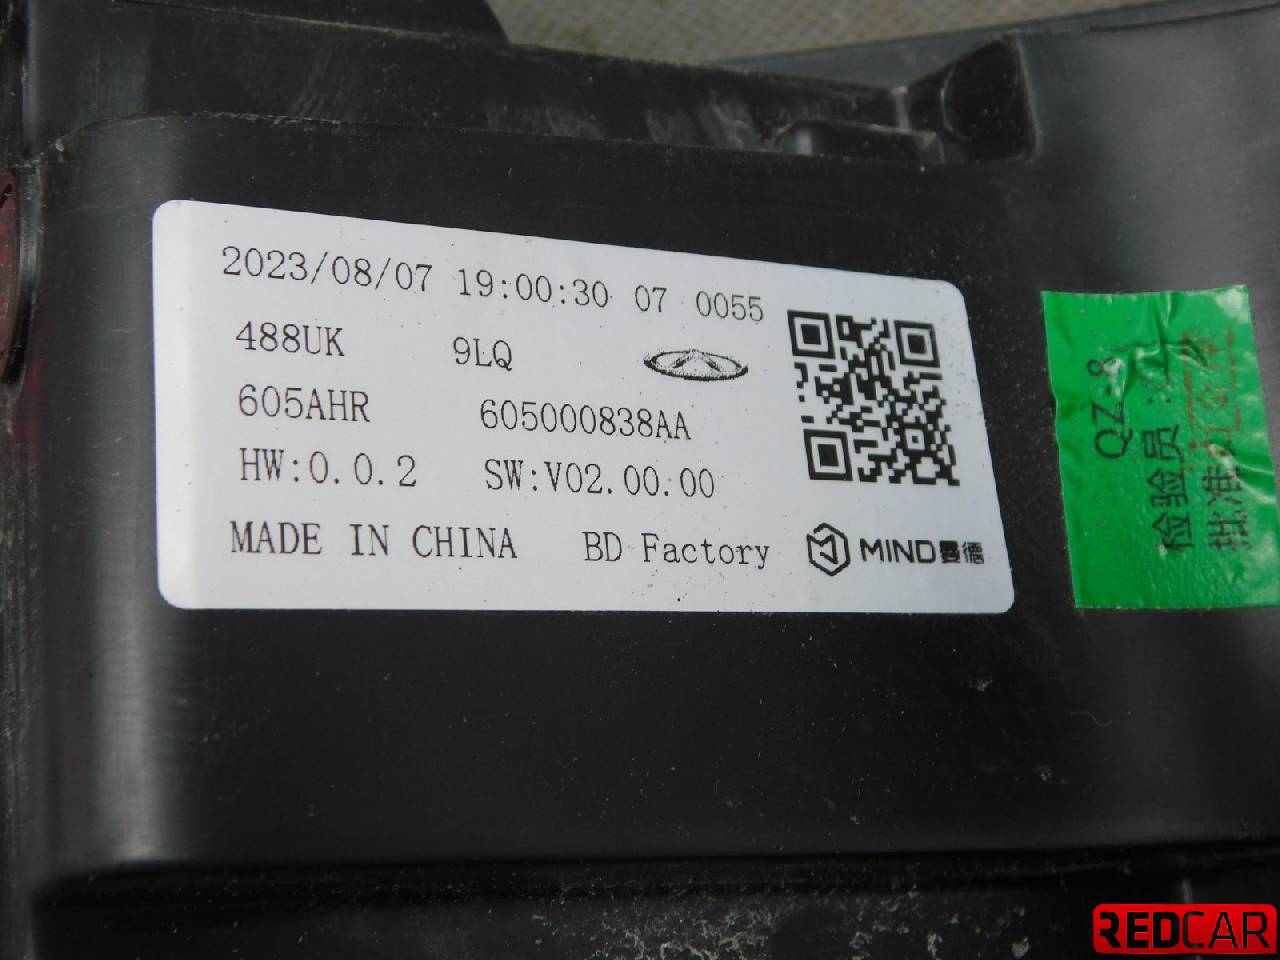 2023/08/07 19:00:30 07 0055
488UK 9LQ
605AHR 605000838AA
HW:0.0.2 SW:V02.00.00
MADE IN CHINA BD Factory MIND曼德
QZ:8
检验员:
批准:
REDCAR